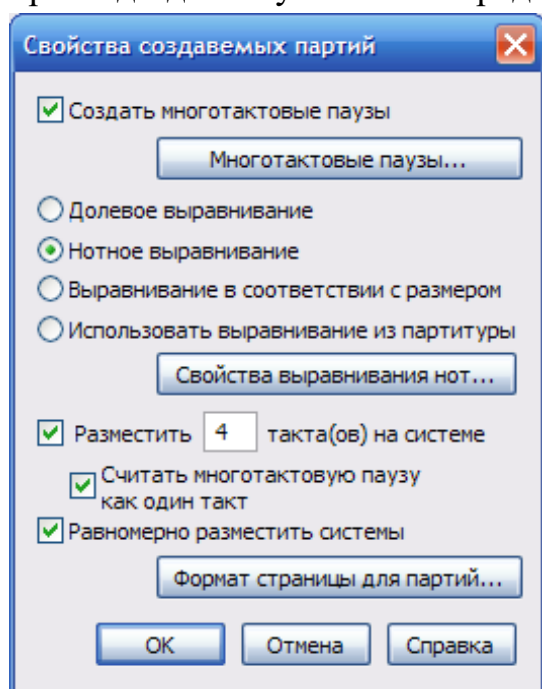 Свойства создавемых партий
Создать многотактовые паузы
Многотактовые паузы...
Долевое выравнивание
Нотное выравнивание
Выравнивание в соответствии с размером
Использовать выравнивание из партитуры
Свойства выравнивания нот...
Разместить 4 такта(ов) на системе
Считать многотактовую паузу
как один такт
Равномерно разместить системы
Формат страницы для партий...
OK Отмена Справка